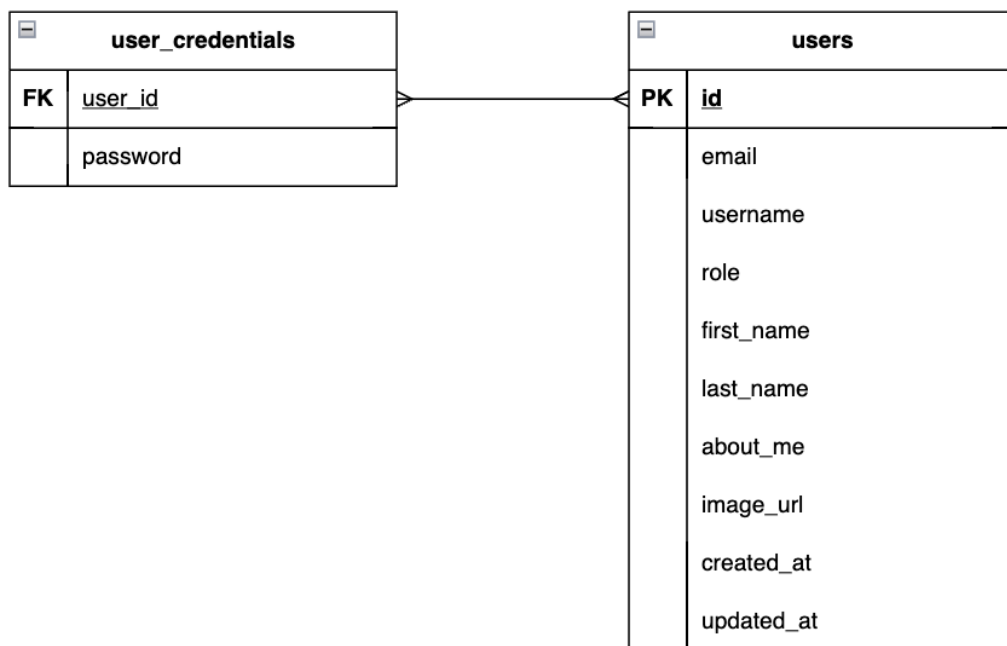 user_credentials
FK user_id
password
users
PK id
email
username
role
first_name
last_name
about_me
image_url
created_at
updated_at